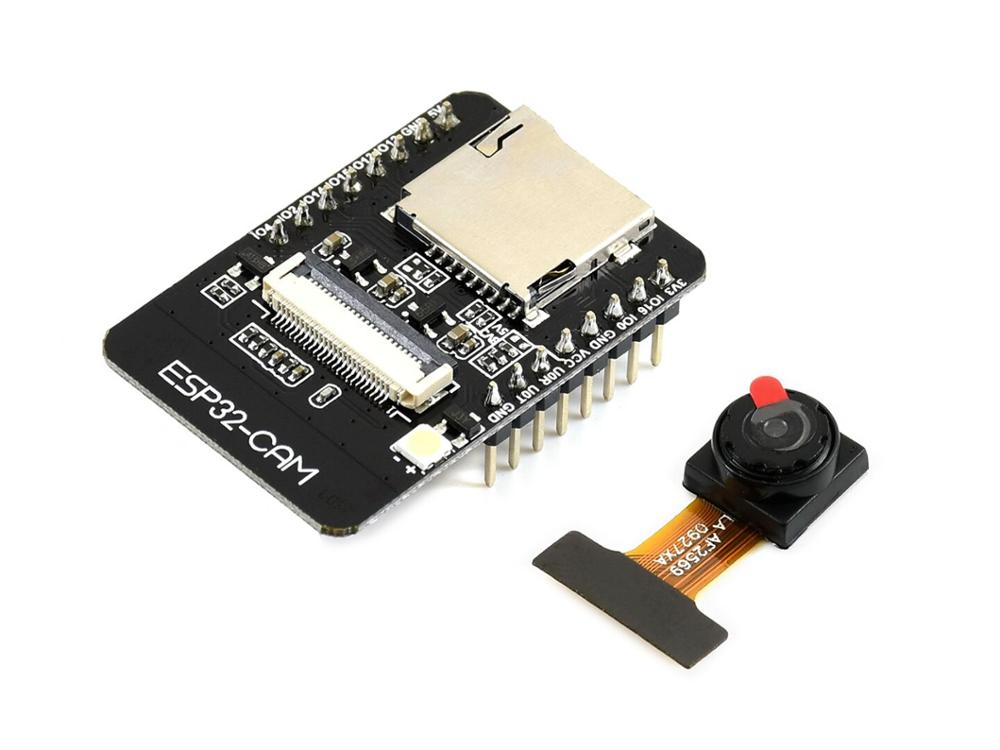 IO4 IO2 IO14 IO15 IO13 IO12 GND 5V
GND U0T U0R VCC GND IO0 IO16 3V3
ESP32-CAM
+
LA-AF2569
0927XA